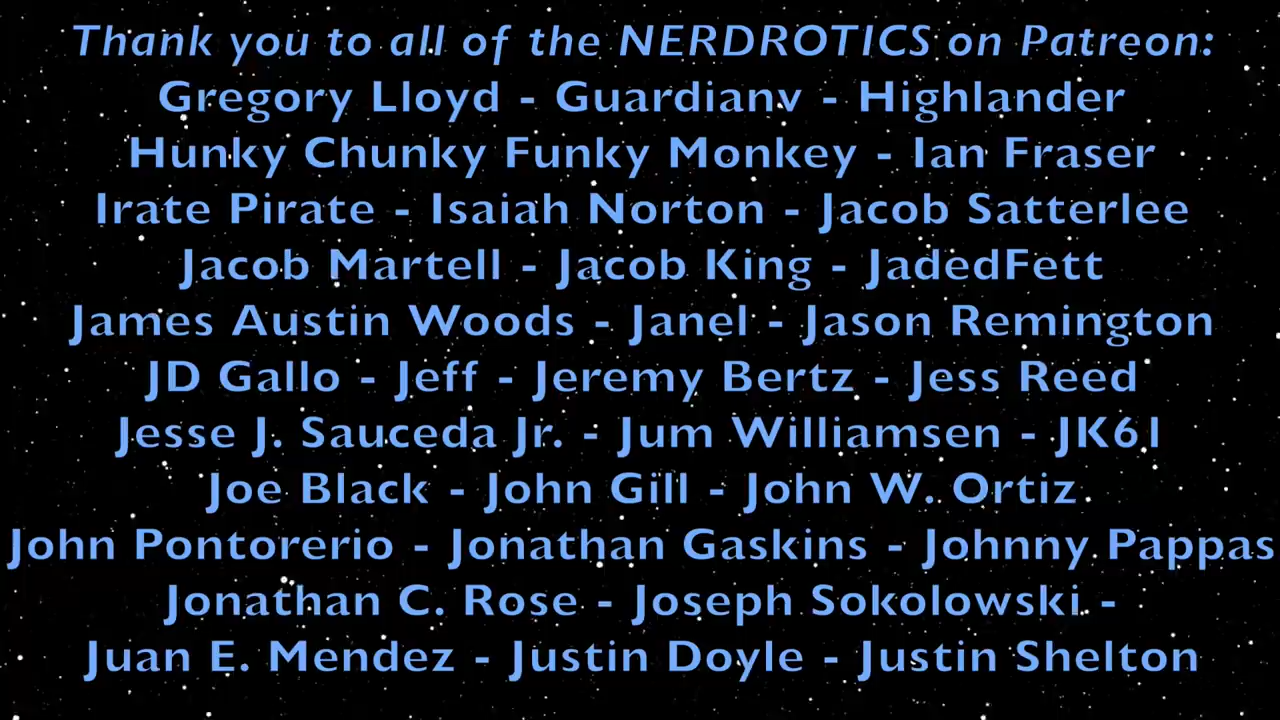 Thank you to all of the NERDROTICS on Patreon:
Gregory Lloyd - Guardianv - Highlander
Hunky Chunky Funky Monkey - Ian Fraser
Irate Pirate - Isaiah Norton - Jacob Satterlee
Jacob Martell - Jacob King - JadedFett
James Austin Woods - Janel - Jason Remington
JD Gallo - Jeff - Jeremy Bertz - Jess Reed
Jesse J. Sauceda Jr. - Jum Williamsen - JK61
Joe Black - John Gill - John W. Ortiz
John Pontorerio - Jonathan Gaskins - Johnny Pappas
Jonathan C. Rose - Joseph Sokolowski -
Juan E. Mendez - Justin Doyle - Justin Shelton